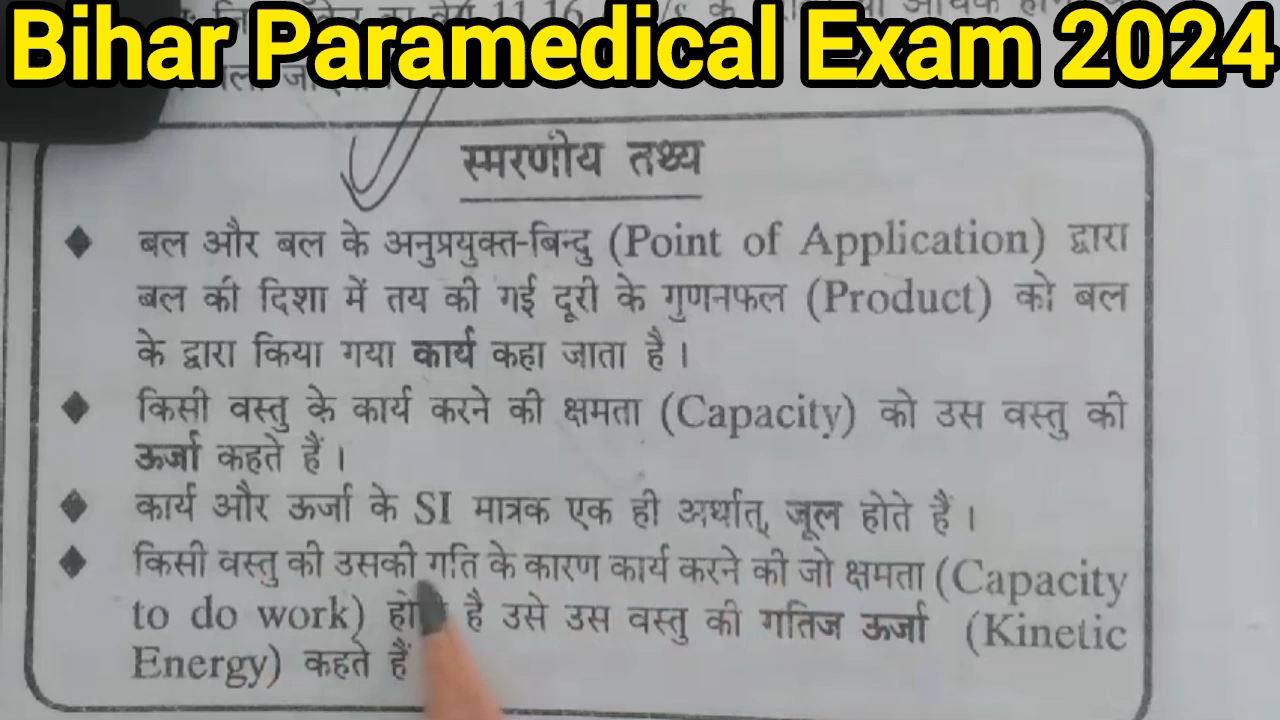 Bihar Paramedical Exam 2024
स्मरणीय तथ्य
बल और बल के अनुप्रयुक्त-बिन्दु (Point of Application) द्वारा
बल की दिशा में तय की गई दूरी के गुणनफल (Product) को बल
के द्वारा किया गया कार्य कहा जाता है।
किसी वस्तु के कार्य करने की क्षमता (Capacity) को उस वस्तु की
ऊर्जा कहते हैं।
कार्य और ऊर्जा के SI मात्रक एक ही अर्थात् जूल होते हैं।
किसी वस्तु की उसकी गति के कारण कार्य करने की जो क्षमता (Capacity
to do work) है उसे उस वस्तु की गतिज ऊर्जा (Kinetic
Energy) कहते हैं